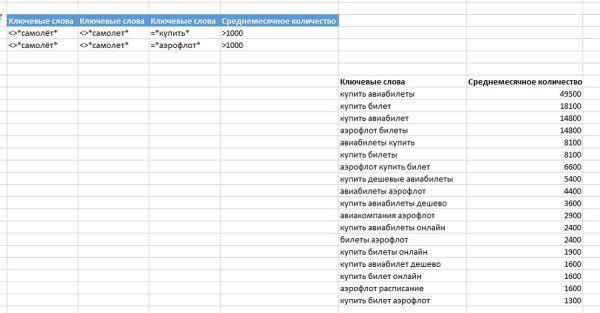 Ключевые слова Ключевые слова Ключевые слова Среднемесячное количество
<>*самолёт* <>*самолет* =*купить* >1000
<>*самолёт* <>*самолет* =*аэрофлот* >1000
Ключевые слова Среднемесячное количество
купить авиабилеты 49500
купить билет 18100
купить авиабилет 14800
аэрофлот билеты 14800
авиабилеты купить 8100
купить билеты 8100
аэрофлот купить билет 6600
купить дешевые авиабилеты 5400
авиабилеты аэрофлот 4400
купить авиабилеты дешево 3600
авиакомпания аэрофлот 2900
купить авиабилеты онлайн 2400
билеты аэрофлот 2400
купить билеты онлайн 1900
купить авиабилет дешево 1600
купить билет онлайн 1600
аэрофлот расписание 1600
купить билет аэрофлот 1300